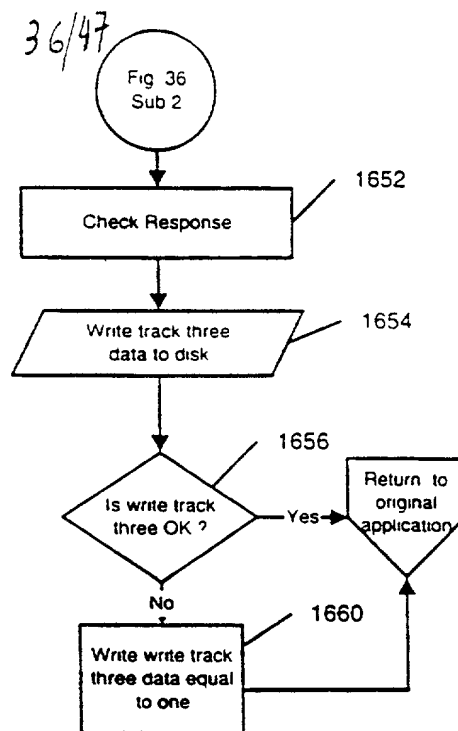 36/47
Fig 36
Sub 2
1652
Check Response
1654
Write track three
data to disk
1656
Is write track
three OK ?
Yes
Return to
original
application
No
1660
Write write track
three data equal
to one